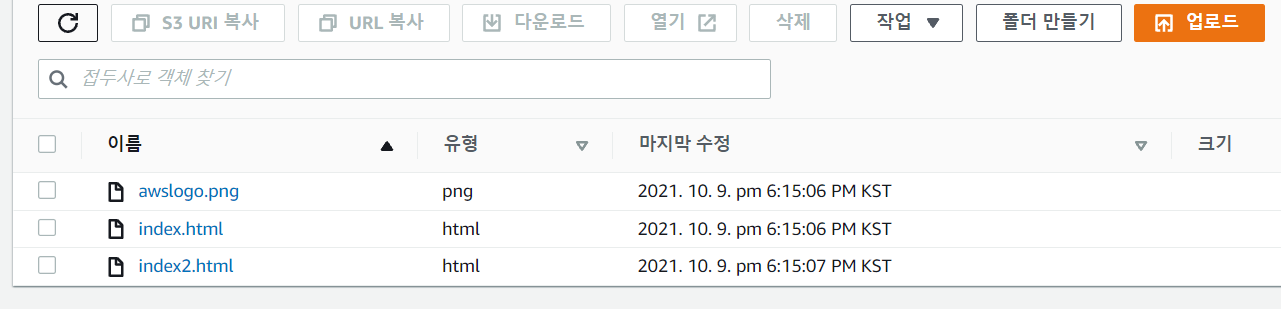 S3 URI 복사 URL 복사 다운로드 열기 삭제 작업 폴더 만들기 업로드
접두사로 객체 찾기
이름 유형 마지막 수정 크기
awslogo.png png 2021. 10. 9. pm 6:15:06 PM KST
index.html html 2021. 10. 9. pm 6:15:06 PM KST
index2.html html 2021. 10. 9. pm 6:15:07 PM KST